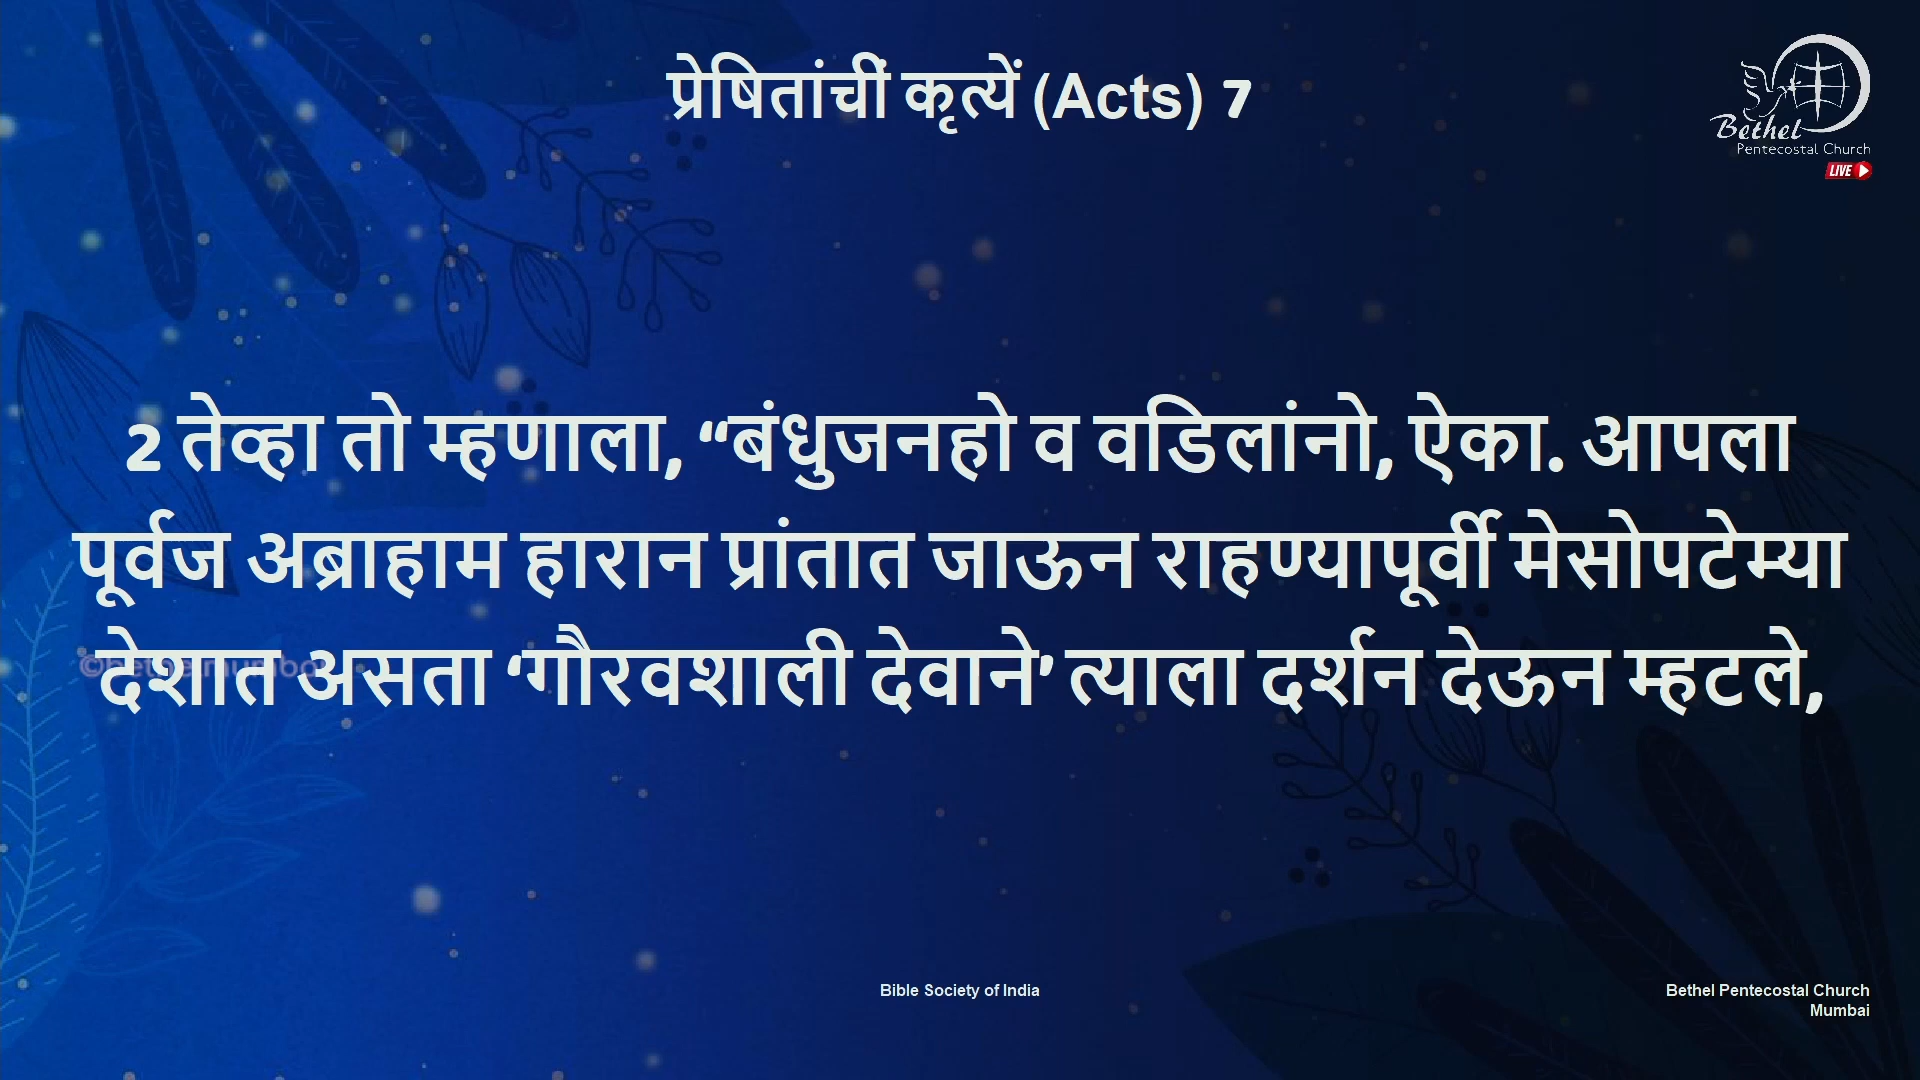 प्रेषितांचीं कृत्यें (Acts) 7
Bethel
Pentecostal Church
LIVE
2 तेव्हा तो म्हणाला, “बंधुजनहो व वडिलांनो, ऐका. आपला
पूर्वज अब्राहाम हारान प्रांतात जाऊन राहण्यापूर्वी मेसोपटेम्या
देशात असता ‘गौरवशाली देवाने’ त्याला दर्शन देऊन म्हटले,
©bethelmumbai
Bible Society of India
Bethel Pentecostal Church
Mumbai